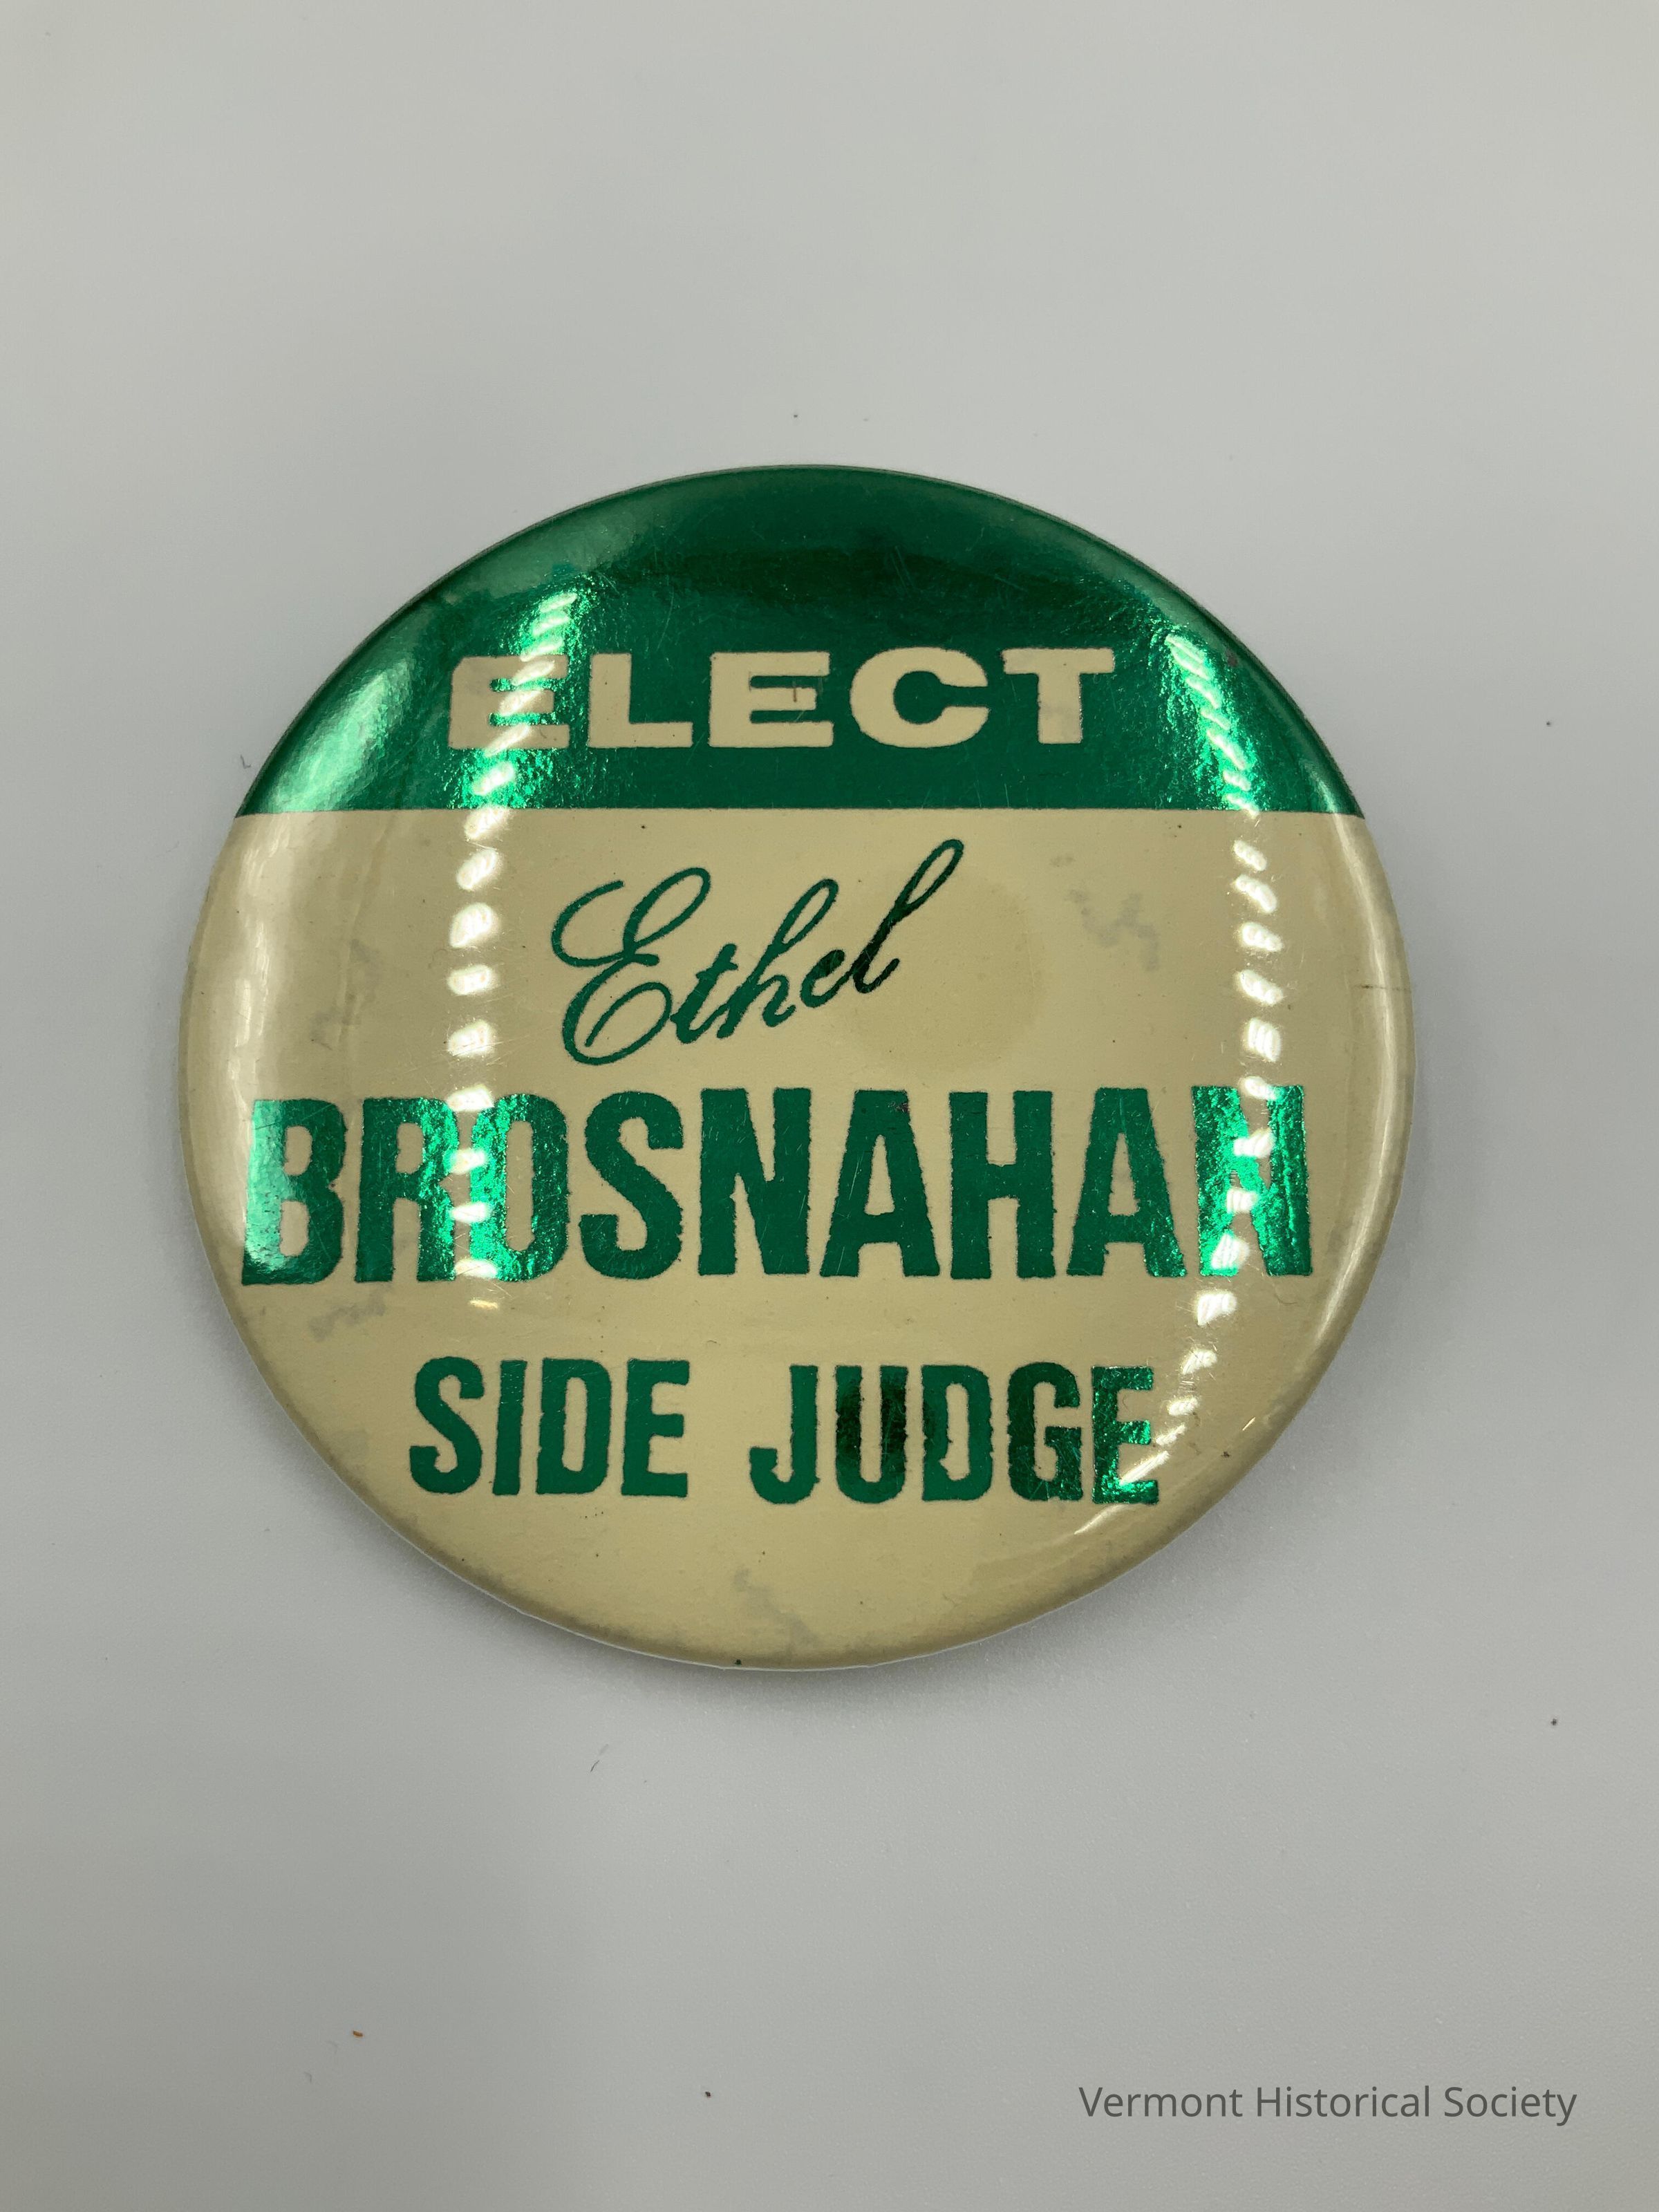 ELECT
Ethel
BROSNAHAN
SIDE JUDGE
Vermont Historical Society